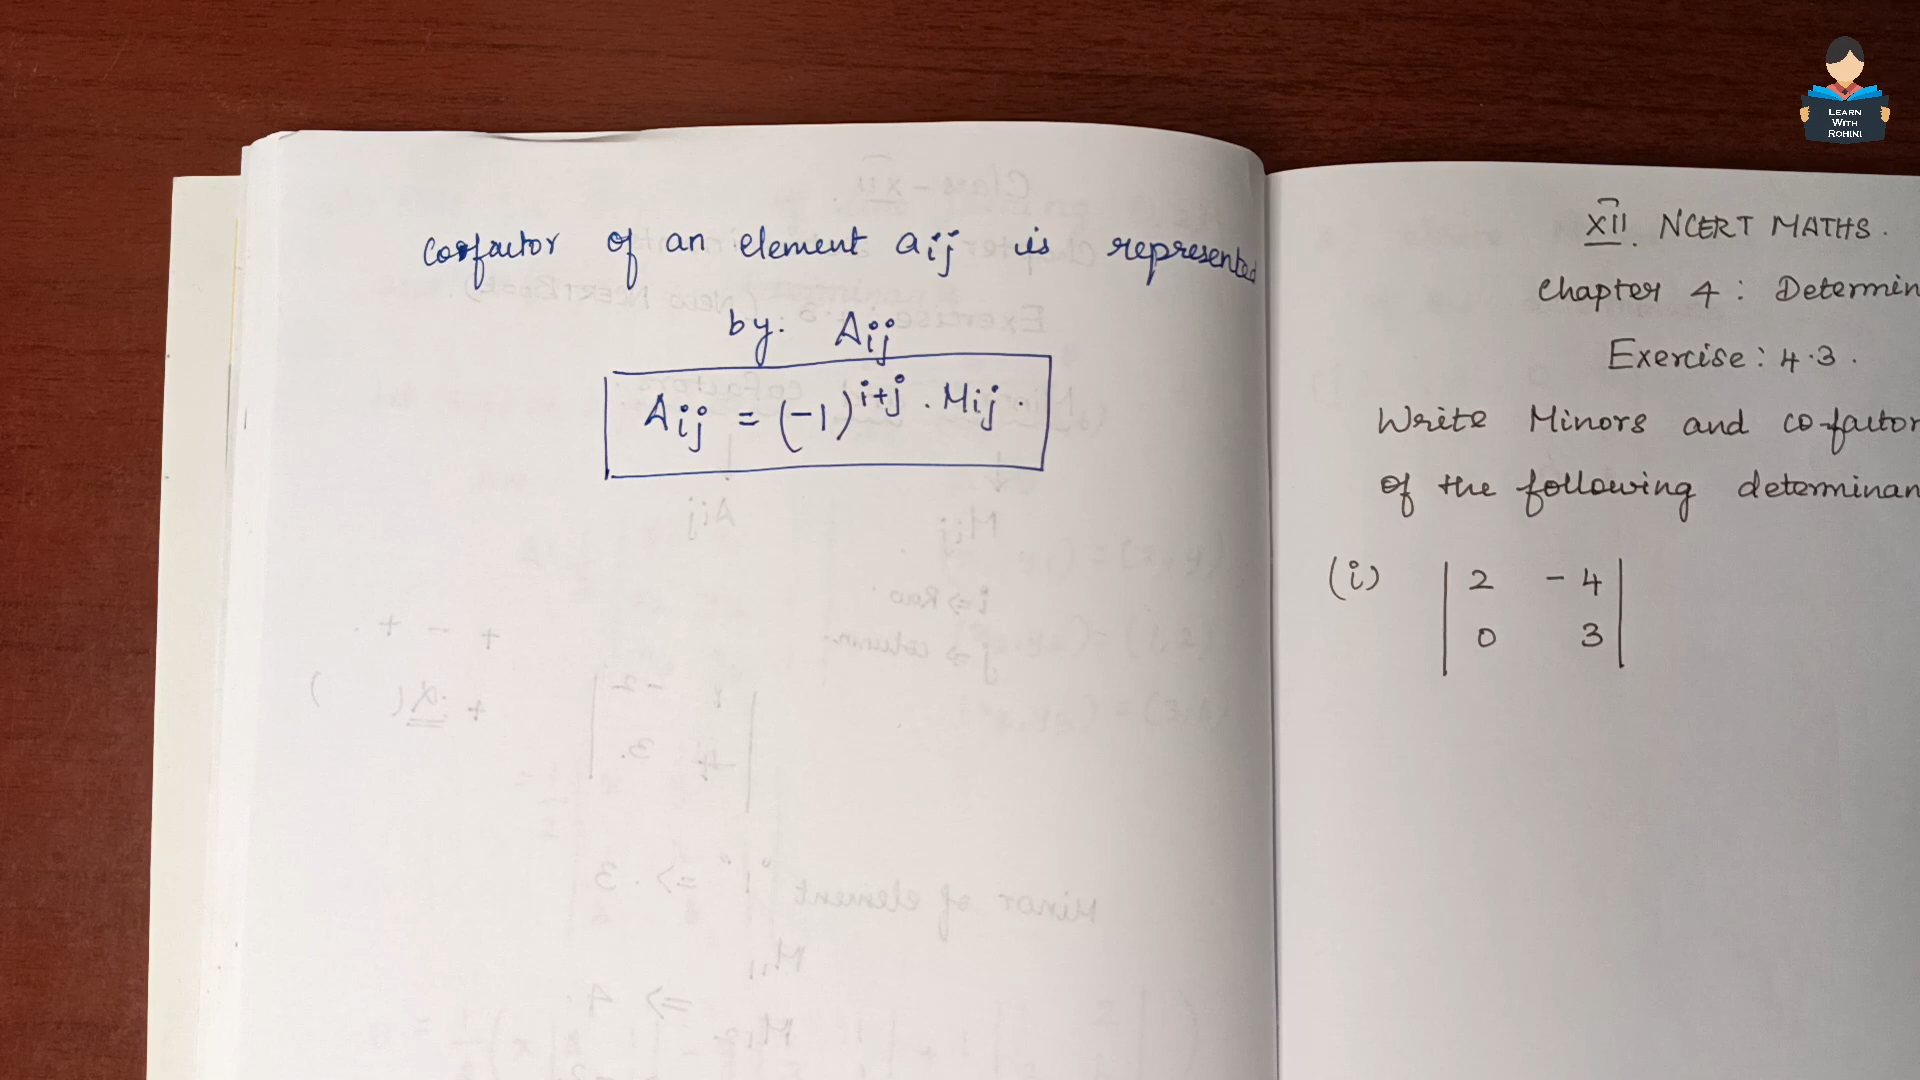 Cofactor of an element aij is represented
by. Aij
Aij = (-1)^i+j . Mij .
XII. NCERT MATHS.
Chapter 4 : Determin
Exercise : 4.3 .
Write Minors and co-factor
of the following determinan
(i) | 2 -4 |
| 0 3 |
LEARN
WITH
ROHINI